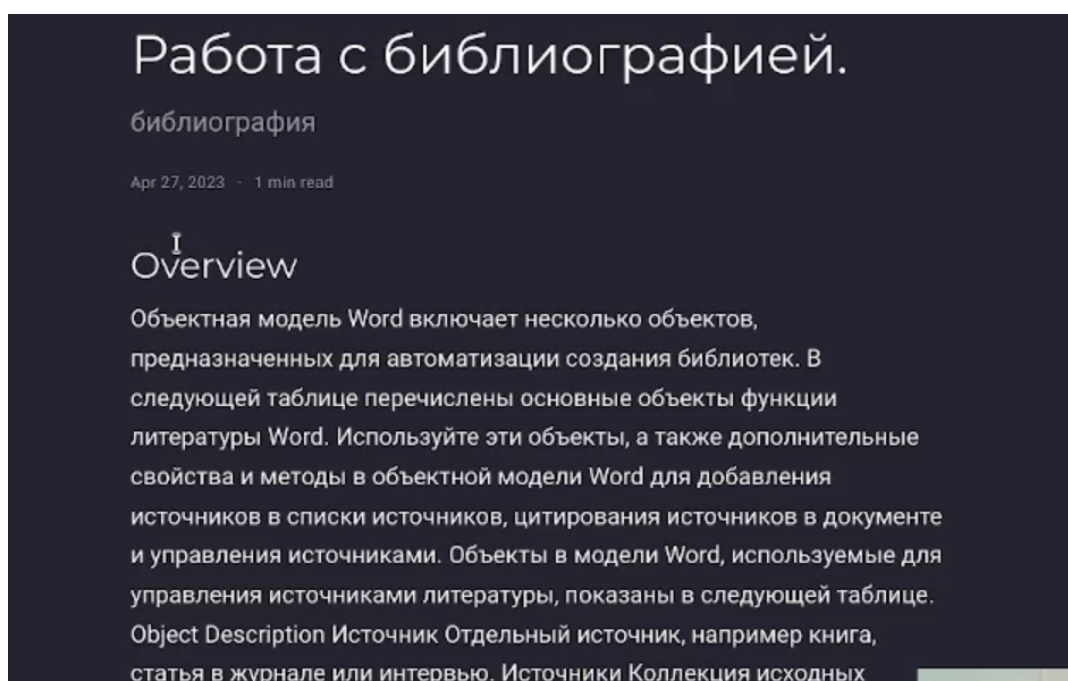 Работа с библиографией.
библиография
Apr 27, 2023 · 1 min read
Overview
Объектная модель Word включает несколько объектов,
предназначенных для автоматизации создания библиотек. В
следующей таблице перечислены основные объекты функции
литературы Word. Используйте эти объекты, а также дополнительные
свойства и методы в объектной модели Word для добавления
источников в списки источников, цитирования источников в документе
и управления источниками. Объекты в модели Word, используемые для
управления источниками литературы, показаны в следующей таблице.
Object Description Источник Отдельный источник, например книга,
статья в журнале или интервью. Источники Коллекция исходных